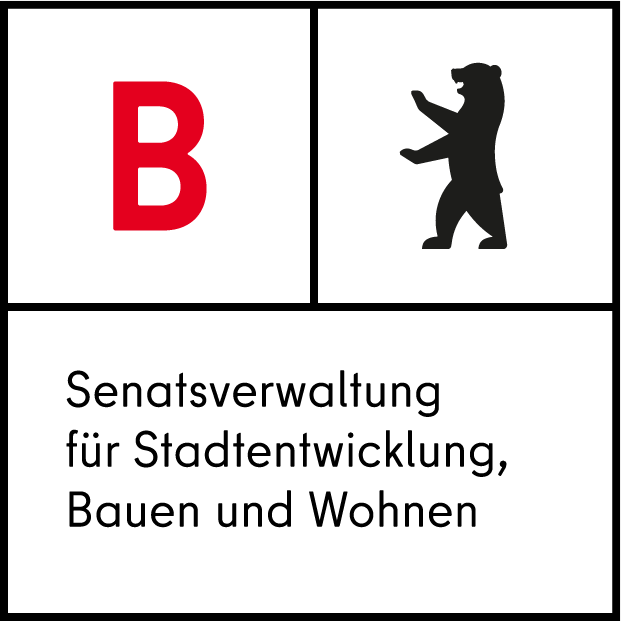 B
Senatsverwaltung
für Stadtentwicklung,
Bauen und Wohnen